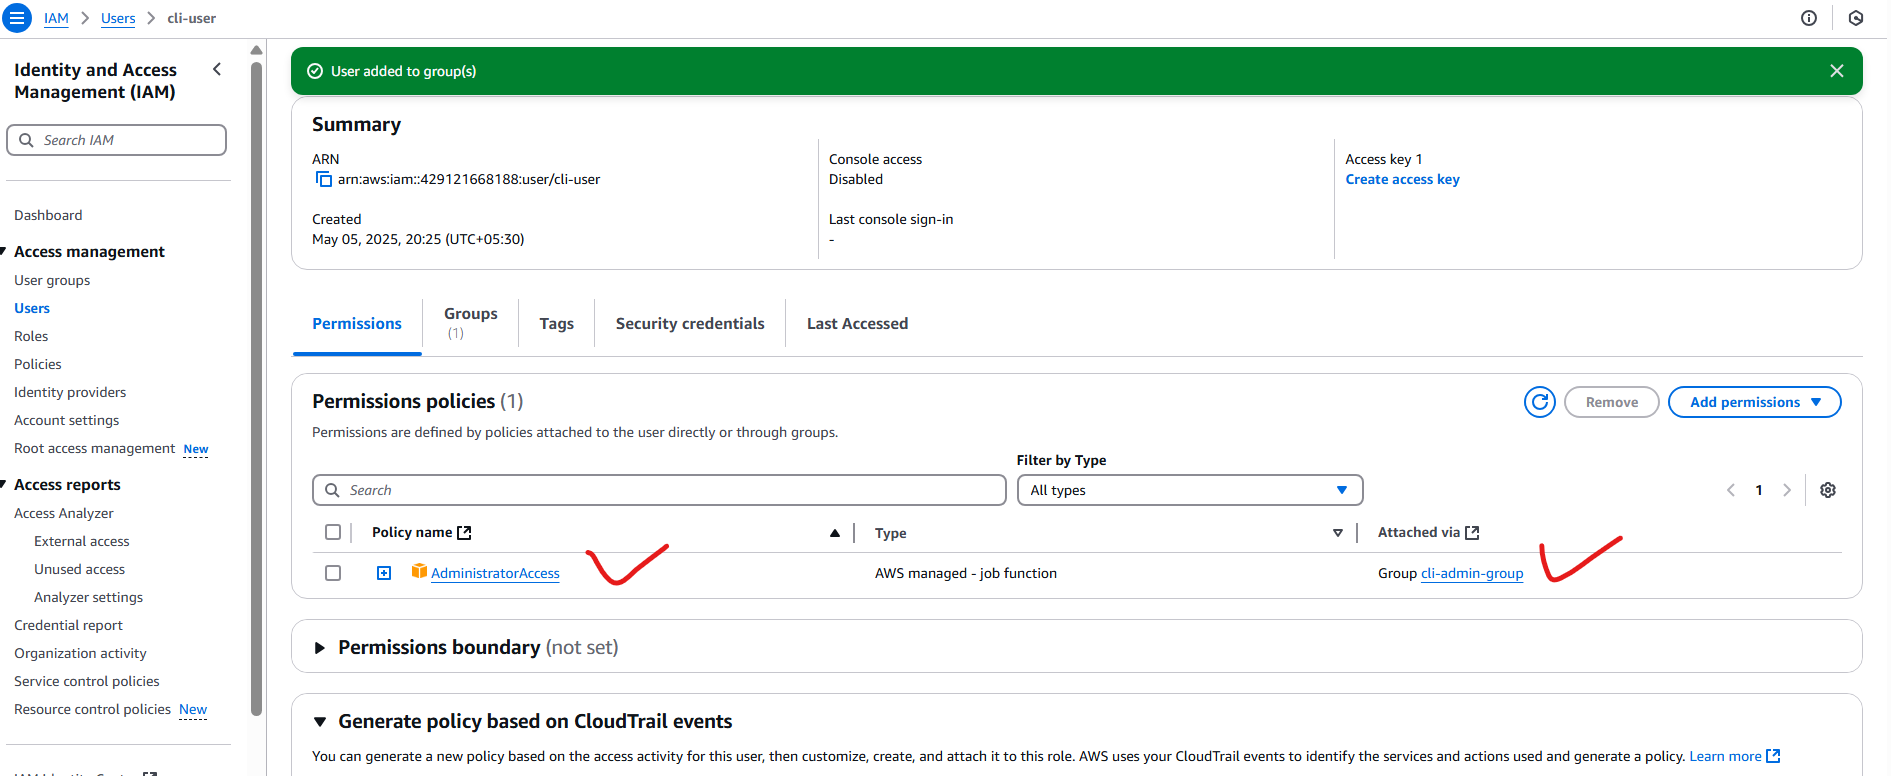 IAM > Users > cli-user
Identity and Access
Management (IAM)
Search IAM
Dashboard
Access management
User groups
Users
Roles
Policies
Identity providers
Account settings
Root access management New
Access reports
Access Analyzer
External access
Unused access
Analyzer settings
Credential report
Organization activity
Service control policies
Resource control policies New
User added to group(s)
Summary
ARN
arn:aws:iam::429121668188:user/cli-user
Created
May 05, 2025, 20:25 (UTC+05:30)
Console access
Disabled
Last console sign-in
-
Access key 1
Create access key
Permissions
Groups
(1)
Tags
Security credentials
Last Accessed
Permissions policies (1)
Remove
Add permissions
Permissions are defined by policies attached to the user directly or through groups.
Filter by Type
Search
All types
1
Policy name
Type
Attached via
AdministratorAccess
AWS managed - job function
Group cli-admin-group
Permissions boundary (not set)
Generate policy based on CloudTrail events
You can generate a new policy based on the access activity for this user, then customize, create, and attach it to this role. AWS uses your CloudTrail events to identify the services and actions used and generate a policy. Learn more